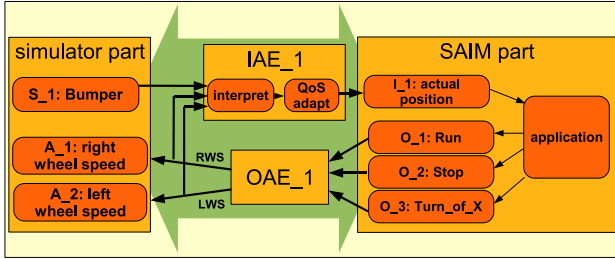 simulator part
IAE_1
SAIM part
S_1: Bumper
interpret
QoS
adapt
I_1: actual
position
A_1: right
wheel speed
RWS
OAE_1
O_1: Run
application
O_2: Stop
A_2: left
wheel speed
LWS
O_3: Turn_of_X